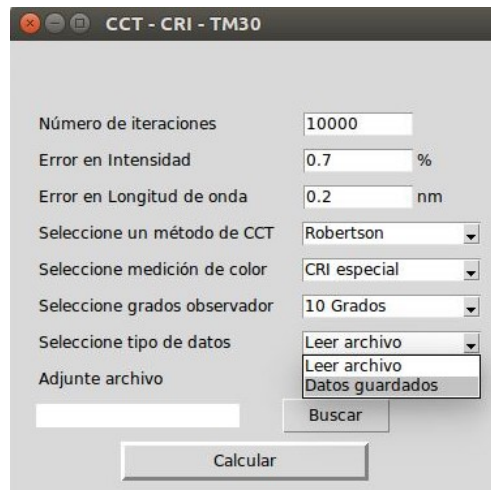 CCT - CRI - TM30
Número de iteraciones 10000
Error en Intensidad 0.7 %
Error en Longitud de onda 0.2 nm
Seleccione un método de CCT Robertson
Seleccione medición de color CRI especial
Seleccione grados observador 10 Grados
Seleccione tipo de datos Leer archivo
Leer archivo
Adjunte archivo Datos guardados
Buscar
Calcular